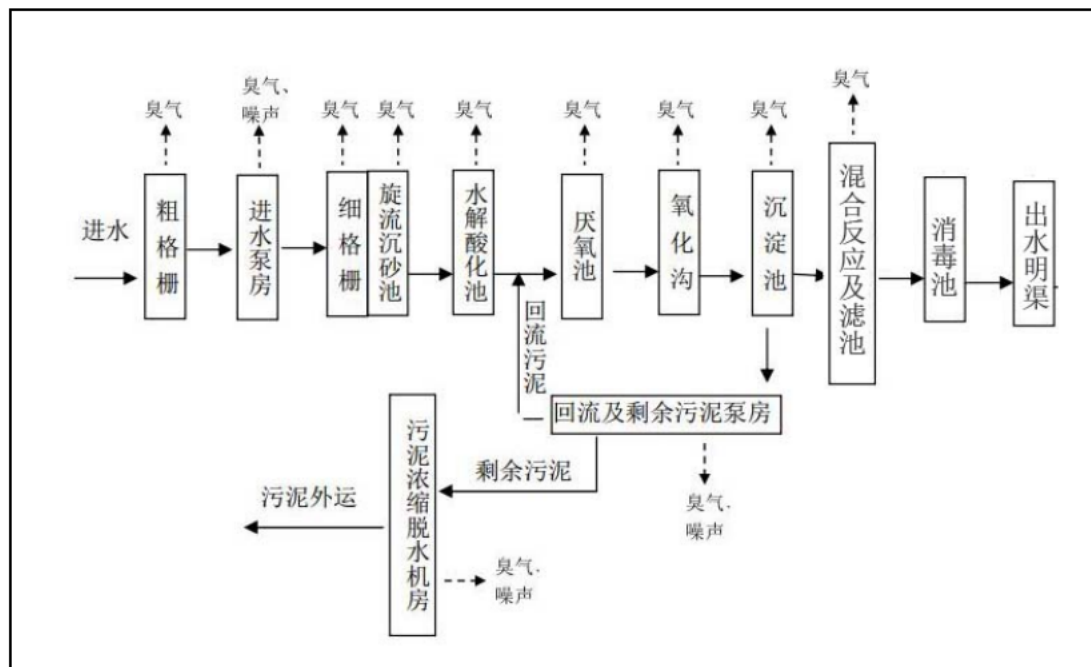 臭气
臭气、
噪声
臭气
臭气
臭气
臭气
臭气
臭气
臭气
进水
粗格栅
进水泵房
细格栅
旋流沉砂池
水解酸化池
厌氧池
氧化沟
沉淀池
混合反应及滤池
消毒池
出水明渠
回流污泥
回流及剩余污泥泵房
污泥浓缩脱水机房
剩余污泥
污泥外运
臭气.
噪声
臭气.
噪声